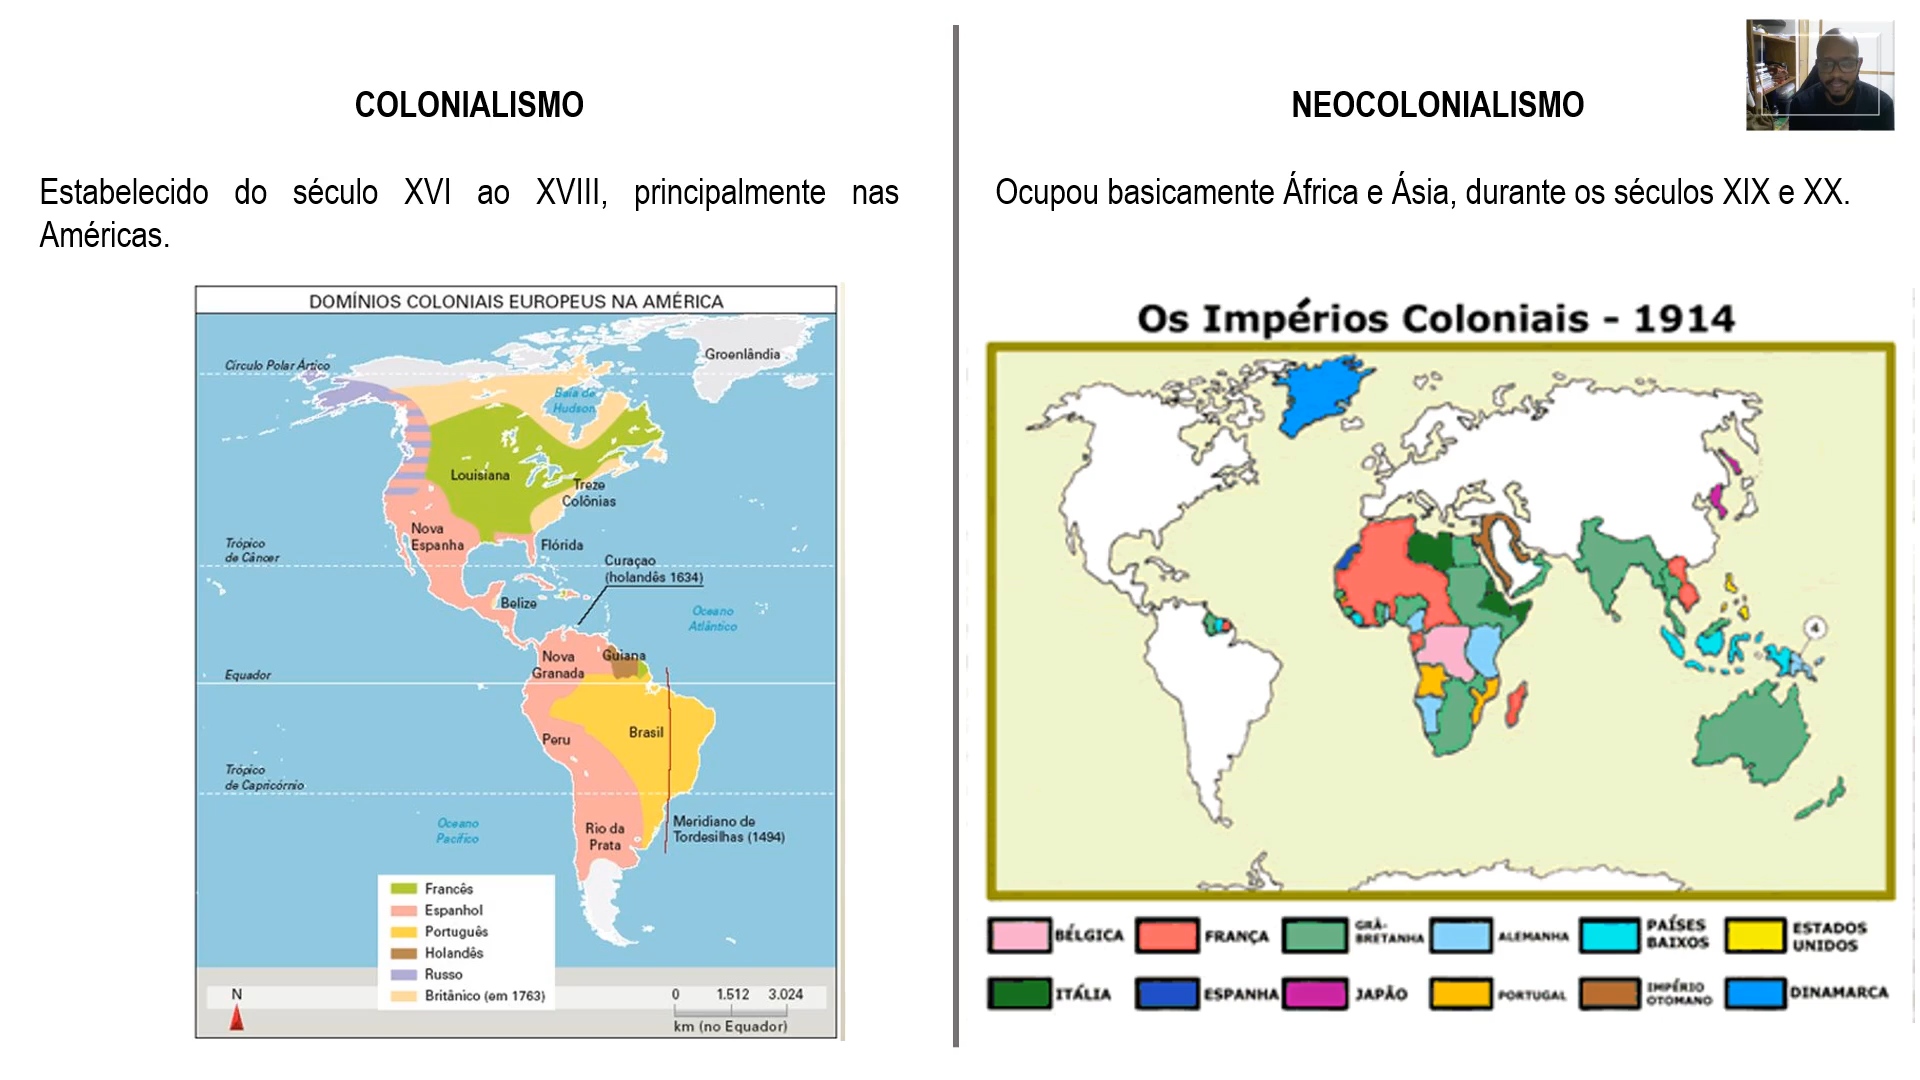 COLONIALISMO
Estabelecido do século XVI ao XVIII, principalmente nas
Américas.
DOMÍNIOS COLONIAIS EUROPEUS NA AMÉRICA
Groenlândia
Círculo Polar Ártico
Baía de
Hudson
Louisiana
Treze
Colônias
Nova
Espanha
Flórida
Trópico
de Câncer
Curaçao
(holandês 1634)
Belize
Oceano
Atlântico
Nova
Granada
Guiana
Equador
Brasil
Peru
Trópico
de Capricórnio
Oceano
Pacífico
Rio da
Prata
Meridiano de
Tordesilhas (1494)
Francês
Espanhol
Português
Holandês
Russo
Britânico (em 1763)
N
0 1.512 3.024
km (no Equador)
NEOCOLONIALISMO
Ocupou basicamente África e Ásia, durante os séculos XIX e XX.
Os Impérios Coloniais - 1914
4
BÉLGICA
FRANÇA
GRÃ-
BRETANHA
ALEMANHA
PAÍSES
BAIXOS
ESTADOS
UNIDOS
ITÁLIA
ESPANHA
JAPÃO
PORTUGAL
IMPÉRIO
OTOMANO
DINAMARCA